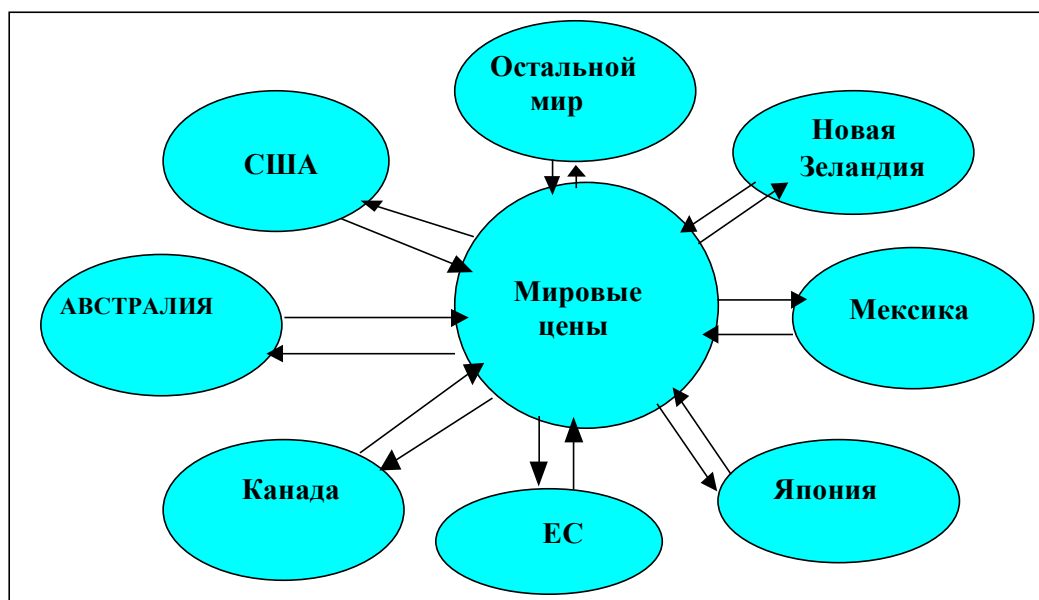 Остальной
мир
Новая
Зеландия
США
АВСТРАЛИЯ
Мировые
цены
Мексика
Канада
ЕС
Япония